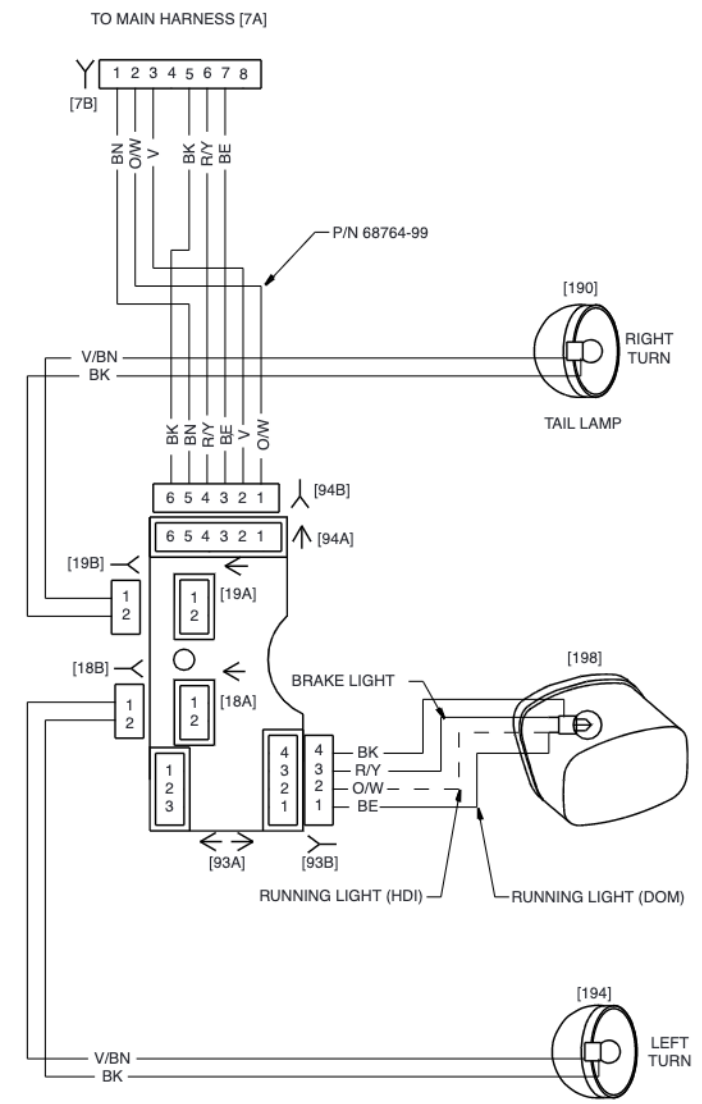 TO MAIN HARNESS [7A]
1 2 3 4 5 6 7 8
[7B]
BN O/W V BK R/Y BE
P/N 68764-99
[190]
RIGHT
TURN
V/BN
BK
TAIL LAMP
BK BN R/Y BE V O/W
6 5 4 3 2 1
[94B]
6 5 4 3 2 1
[94A]
[19B]
1
2
1
2
[19A]
[18B]
1
2
1
2
[18A]
BRAKE LIGHT
[198]
1
2
3
4
3
2
1
4
3
2
1
BK
R/Y
O/W
BE
[93A]
[93B]
RUNNING LIGHT (HDI)
RUNNING LIGHT (DOM)
[194]
LEFT
TURN
V/BN
BK